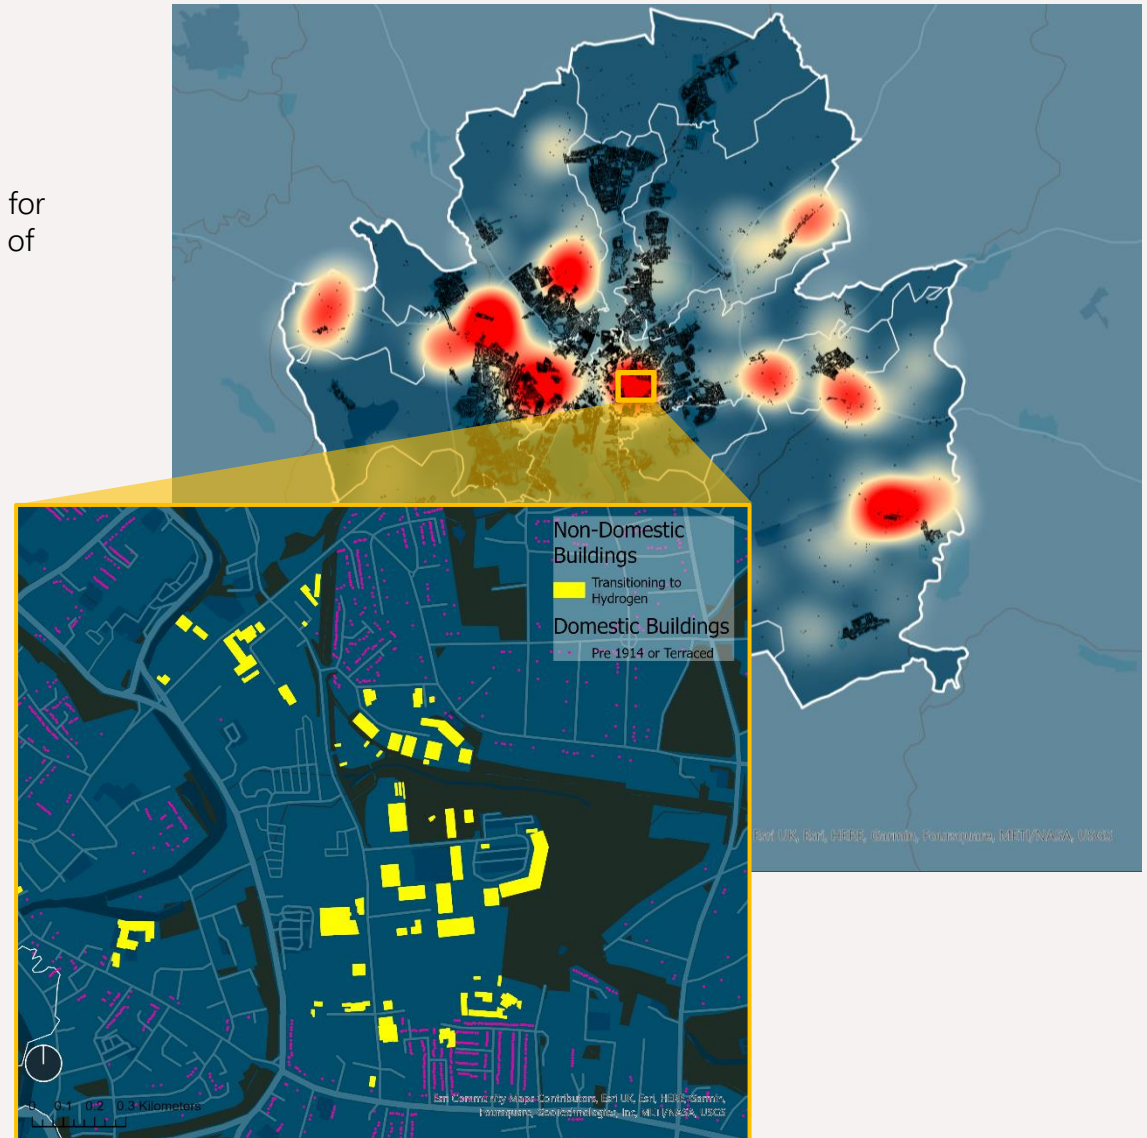 for
of
Esri UK, Esri, HERE, Garmin, Foursquare, METI/NASA, USGS
Non-Domestic
Buildings
Transitioning to
Hydrogen
Domestic Buildings
Pre 1914 or Terraced
0 0.1 0.2 0.3 Kilometers
Esri Community Maps Contributors, Esri UK, Esri, HERE, Garmin,
Foursquare, GeoTechnologies, Inc, METI/NASA, USGS